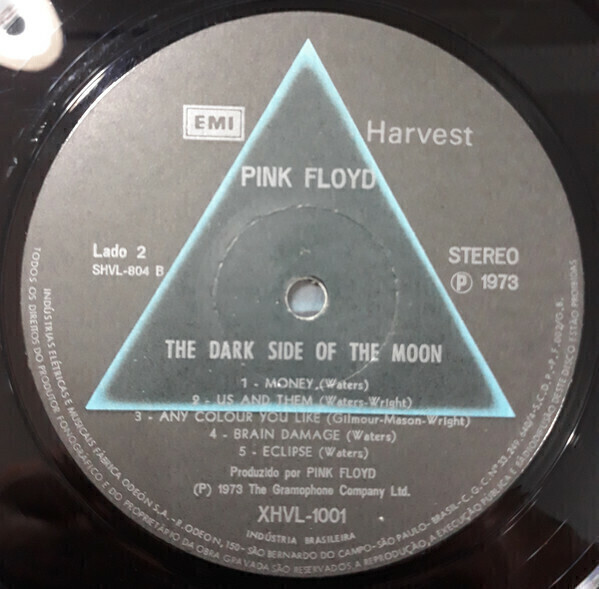 EMI
Harvest
PINK FLOYD
Lado 2
SHVL-804 B
STEREO
Ⓟ 1973
THE DARK SIDE OF THE MOON
1 - MONEY (Waters)
2 - US AND THEM (Waters-Wright)
3 - ANY COLOUR YOU LIKE (Gilmour-Mason-Wright)
4 - BRAIN DAMAGE (Waters)
5 - ECLIPSE (Waters)
Produzido por PINK FLOYD
(P) 1973 The Gramophone Company Ltd.
XHVL-1001
INDÚSTRIA BRASILEIRA
INDÚSTRIAS ELÉTRICAS E MUSICAIS FÁBRICA ODEÓN S.A.-R.ODEON, 150-SÃO BERNARDO DO CAMPO-SÃO PAULO-BRASIL-C.G.C.
TODOS OS DIREITOS DO PRODUTOR FONOGRÁFICO E DO PROPRIETÁRIO DA OBRA GRAVADA SÃO RESERVADOS.A REPRODUÇÃO, A EXECUÇÃO PÚBLICA E RADIODIFUSÃO DESTE DISCO ESTÃO PROIBIDAS